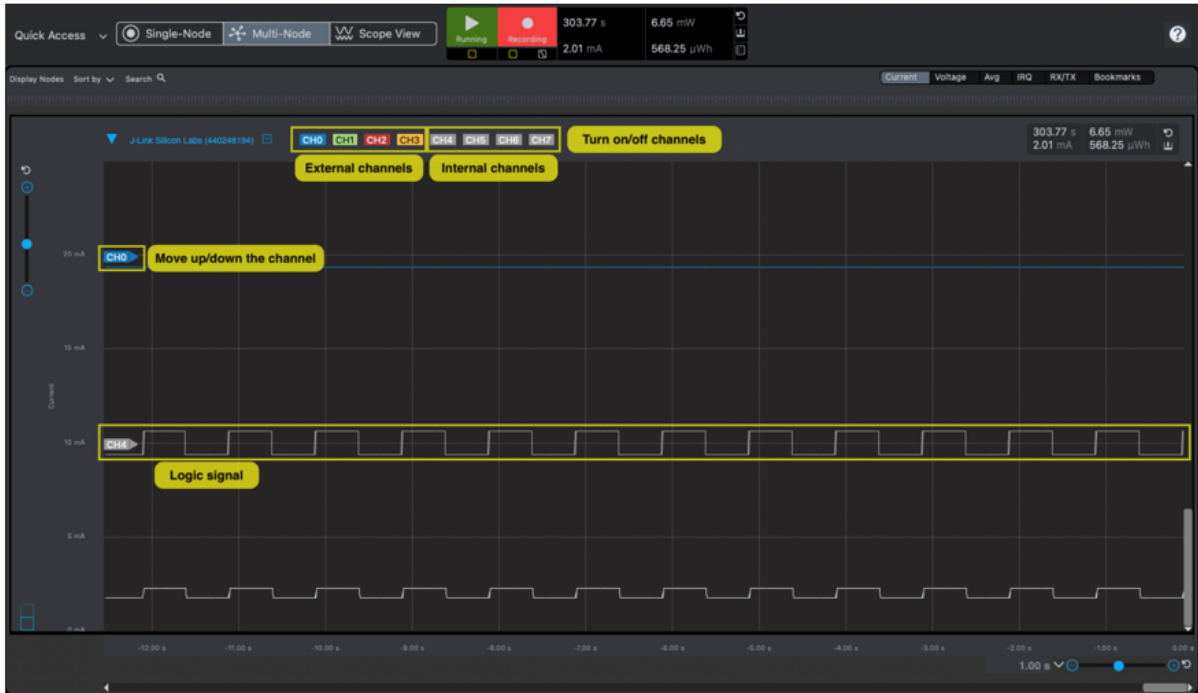 Quick Access
Single-Node
Multi-Node
Scope View
Running
Recording
303.77 s
6.65 mW
2.01 mA
568.25 µWh
Display Nodes Sort by Search
Current Voltage Avg IRQ RX/TX Bookmarks
J-Link Silicon Labs (440248194)
CH0 CH1 CH2 CH3 CH4 CH5 CH6 CH7
Turn on/off channels
303.77 s 6.65 mW
2.01 mA 568.25 µWh
External channels
Internal channels
20 mA
CH0
Move up/down the channel
15 mA
Current
10 mA
CH4
Logic signal
5 mA
0 mA
-12.00 s -11.00 s -10.00 s -9.00 s -8.00 s -7.00 s -6.00 s -5.00 s -4.00 s -3.00 s -2.00 s -1.00 s 0.00 s
1.00 s